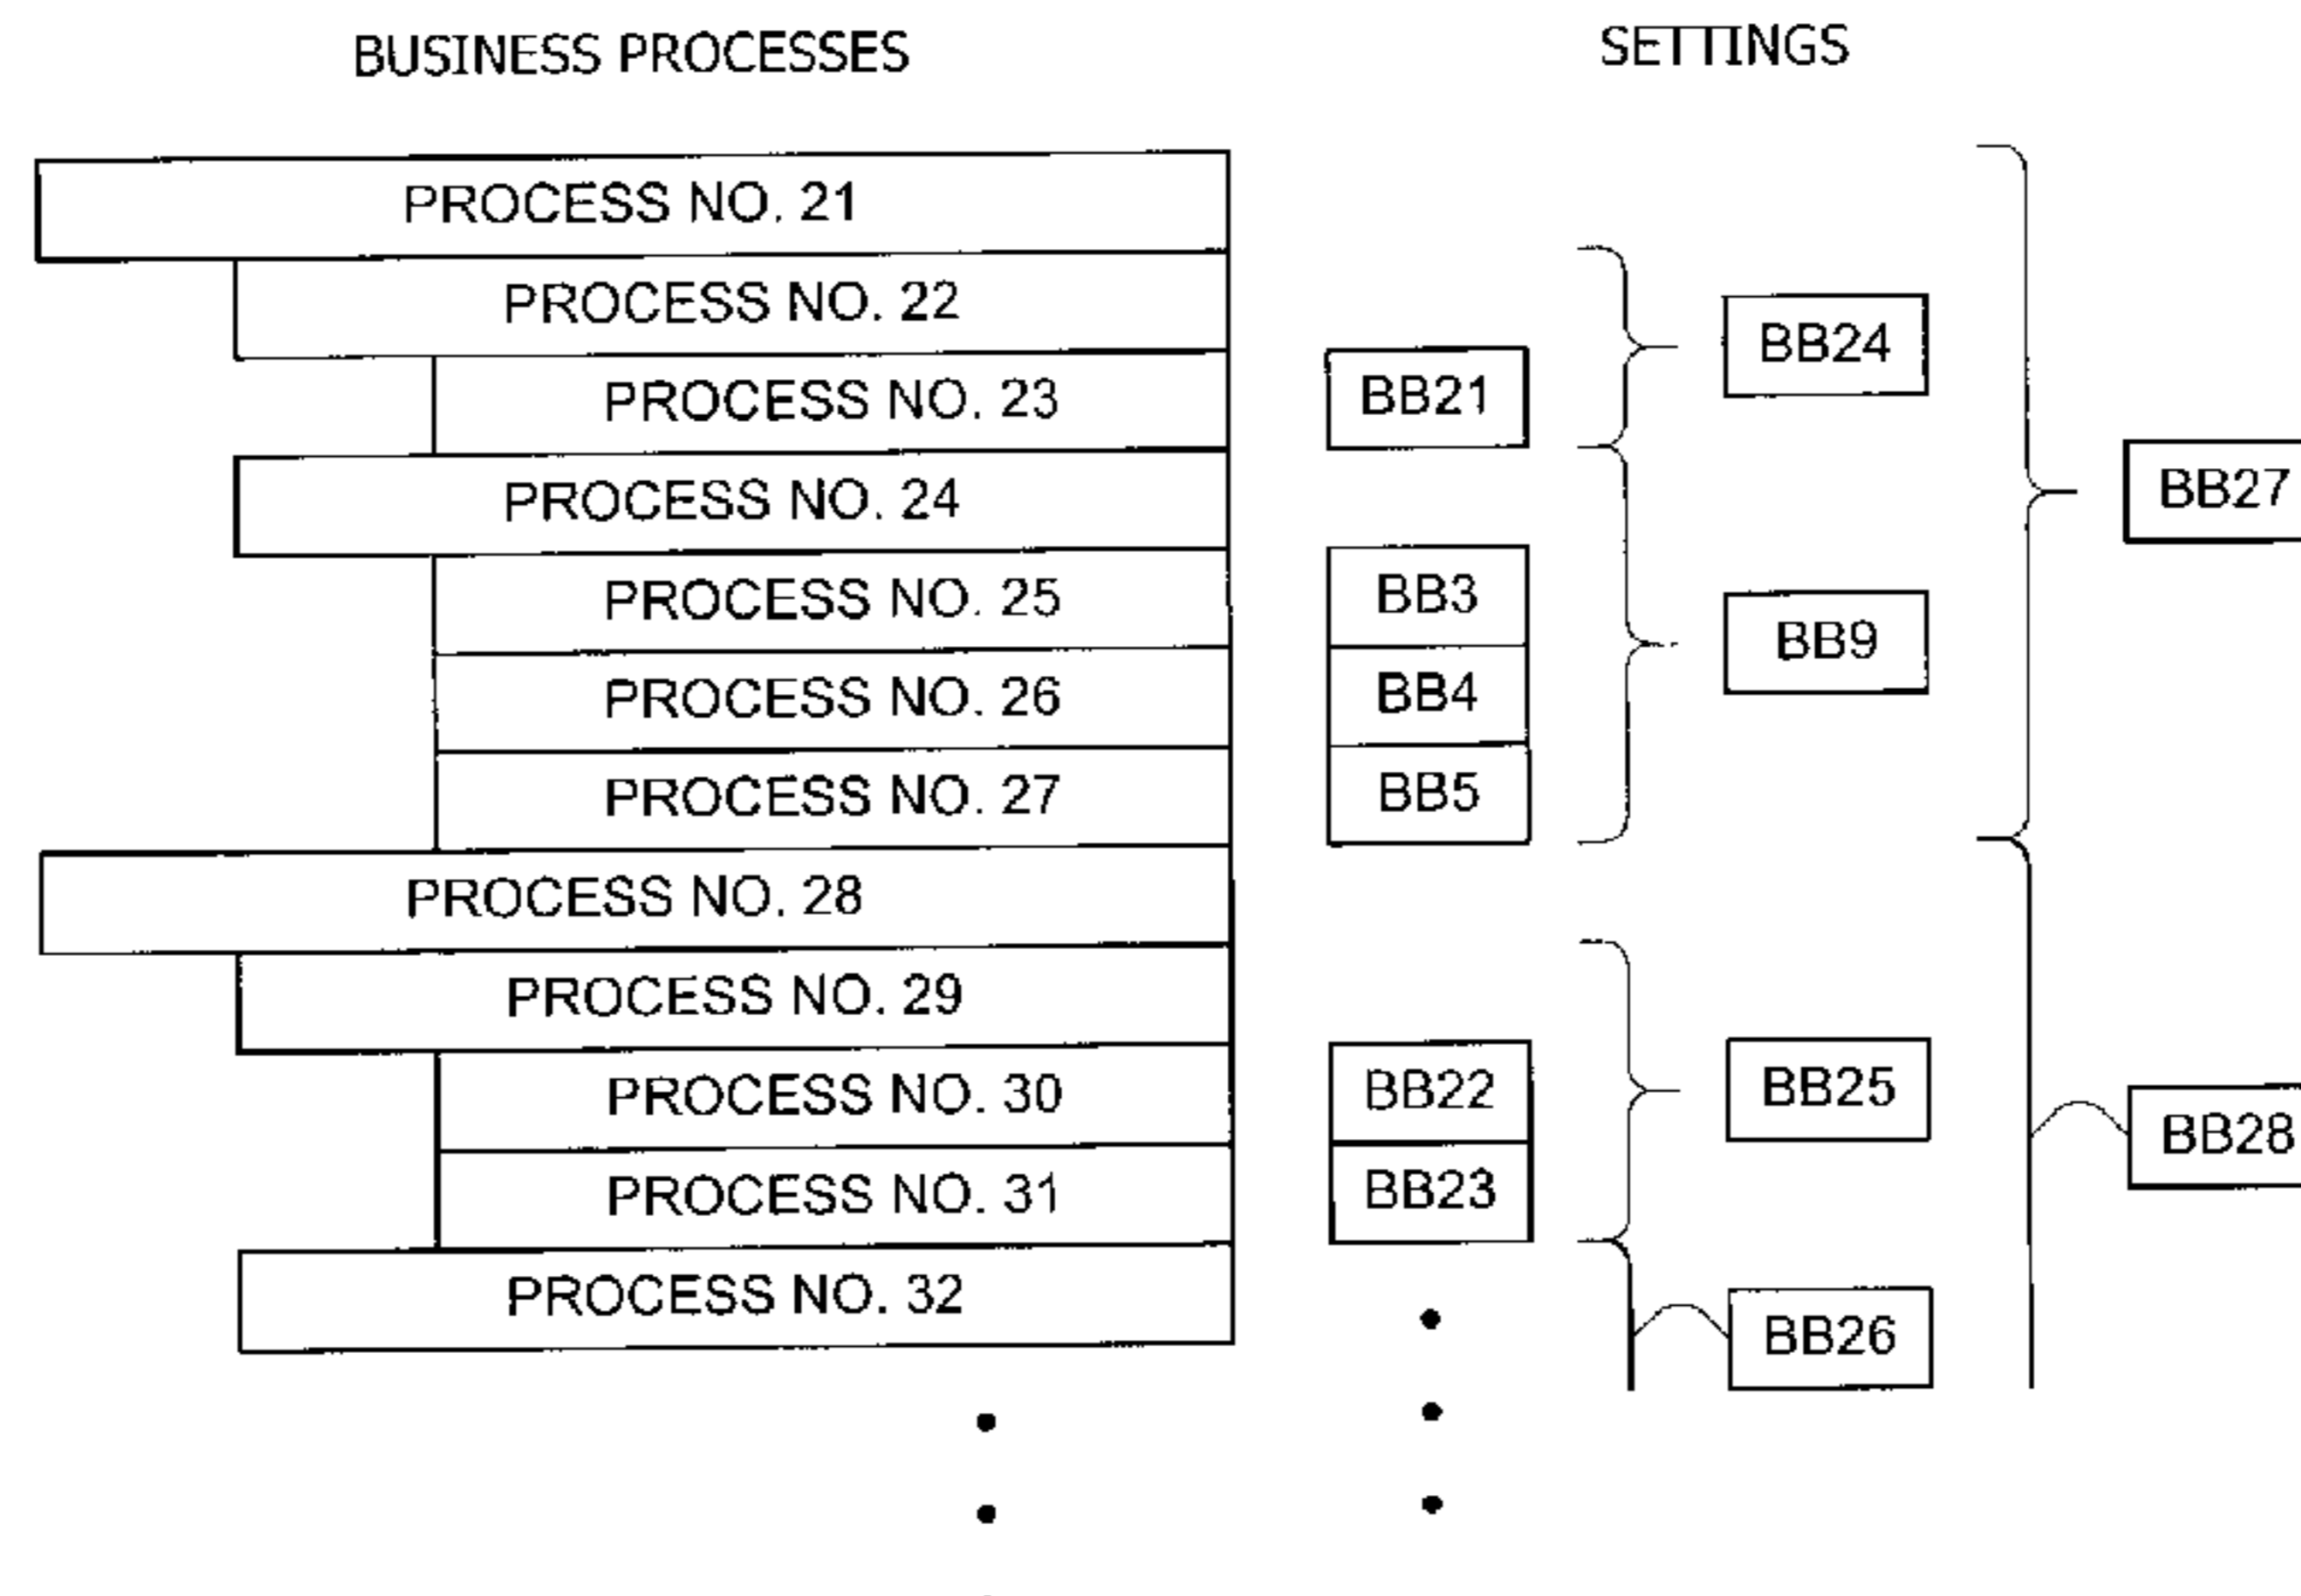 BUSINESS PROCESSES
SETTINGS
PROCESS NO. 21
PROCESS NO. 22
BB24
PROCESS NO. 23
BB21
PROCESS NO. 24
BB27
PROCESS NO. 25
BB3
BB9
PROCESS NO. 26
BB4
PROCESS NO. 27
BB5
PROCESS NO. 28
PROCESS NO. 29
PROCESS NO. 30
BB22
BB25
BB28
PROCESS NO. 31
BB23
PROCESS NO. 32
BB26